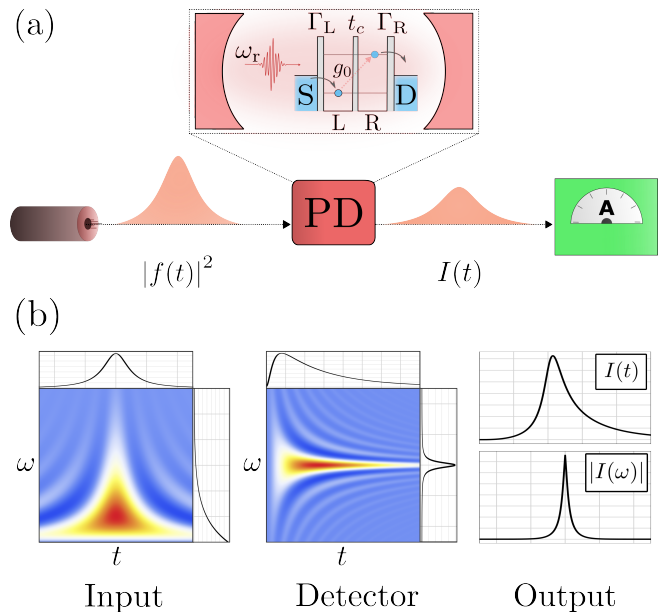 (a)
Γ_L t_c Γ_R
ω_r
g_0
S D
L R
PD
A
|f(t)|² I(t)
(b)
I(t)
ω ω
|I(ω)|
t t
Input Detector Output